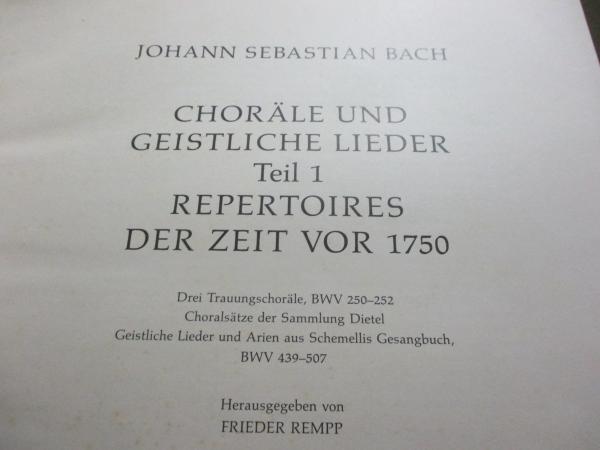 JOHANN SEBASTIAN BACH
CHORÄLE UND
GEISTLICHE LIEDER
Teil 1
REPERTOIRES
DER ZEIT VOR 1750
Drei Trauungschoräle, BWV 250–252
Choralsätze der Sammlung Dietel
Geistliche Lieder und Arien aus Schemellis Gesangbuch,
BWV 439–507
Herausgegeben von
FRIEDER REMPP